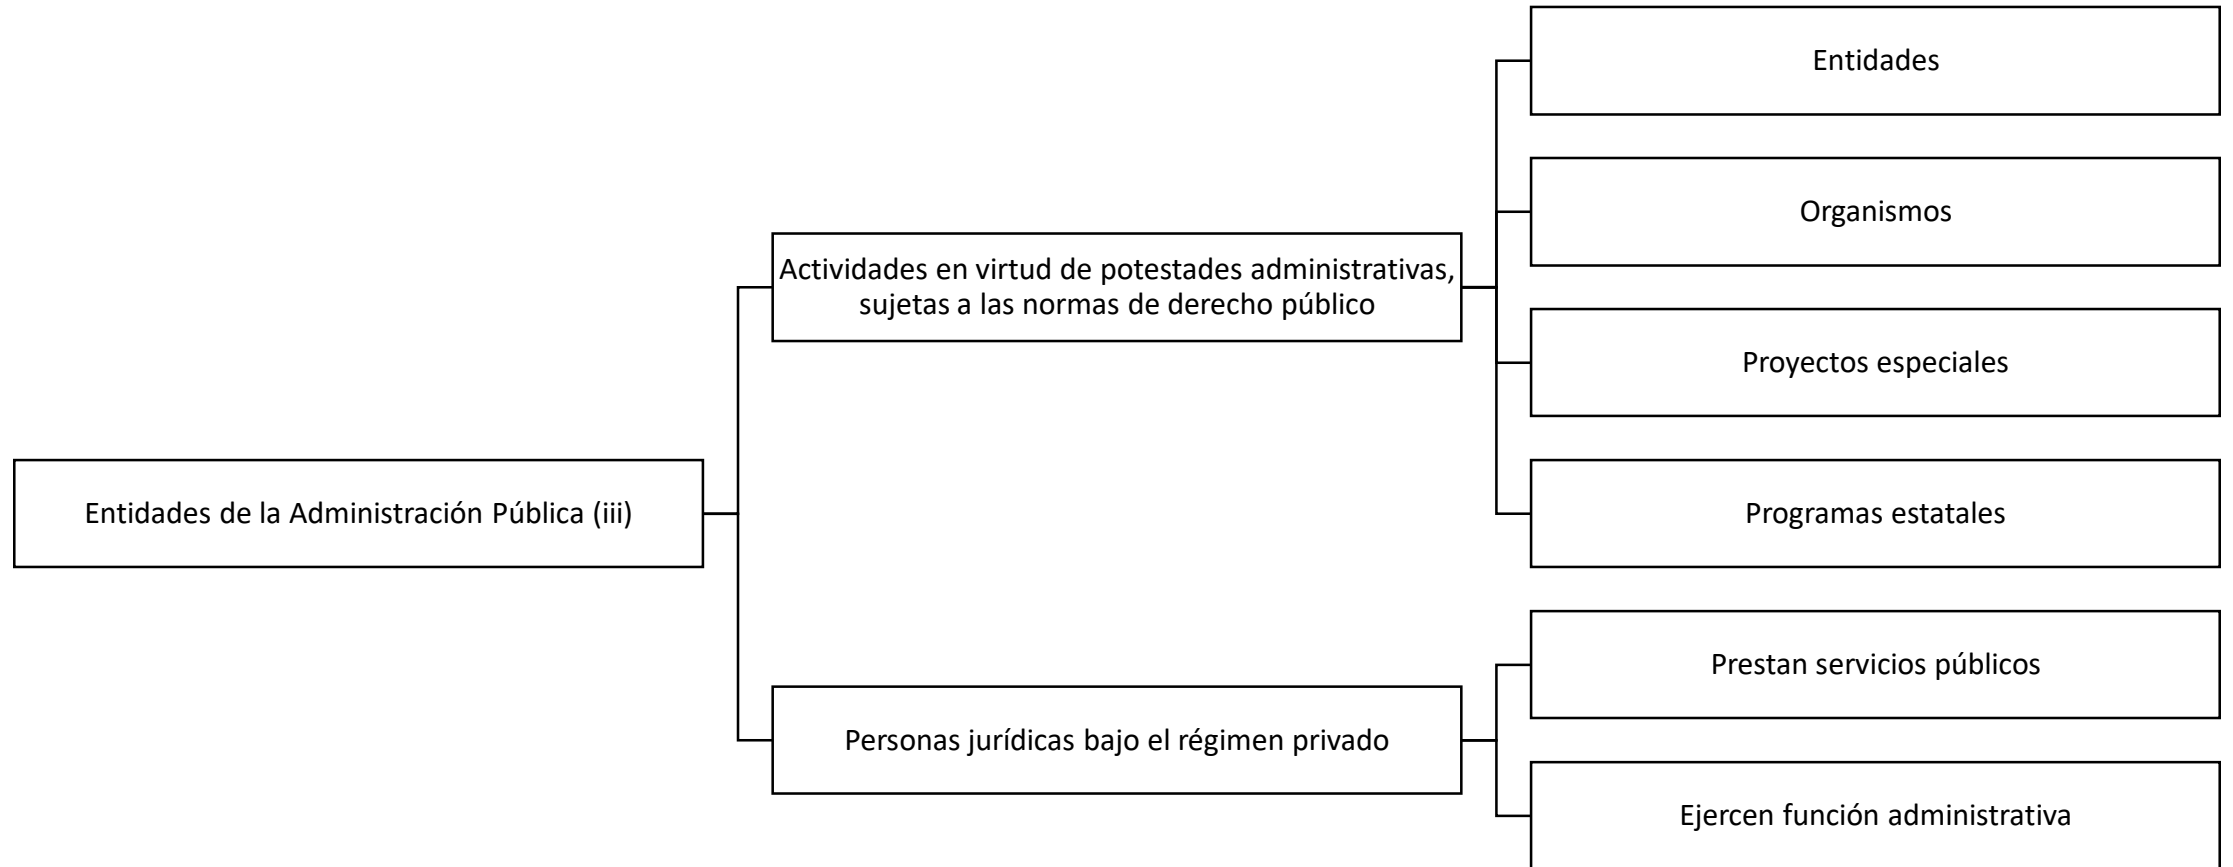 Entidades de la Administración Pública (iii)
Actividades en virtud de potestades administrativas,
sujetas a las normas de derecho público
Entidades
Organismos
Proyectos especiales
Programas estatales
Personas jurídicas bajo el régimen privado
Prestan servicios públicos
Ejercen función administrativa